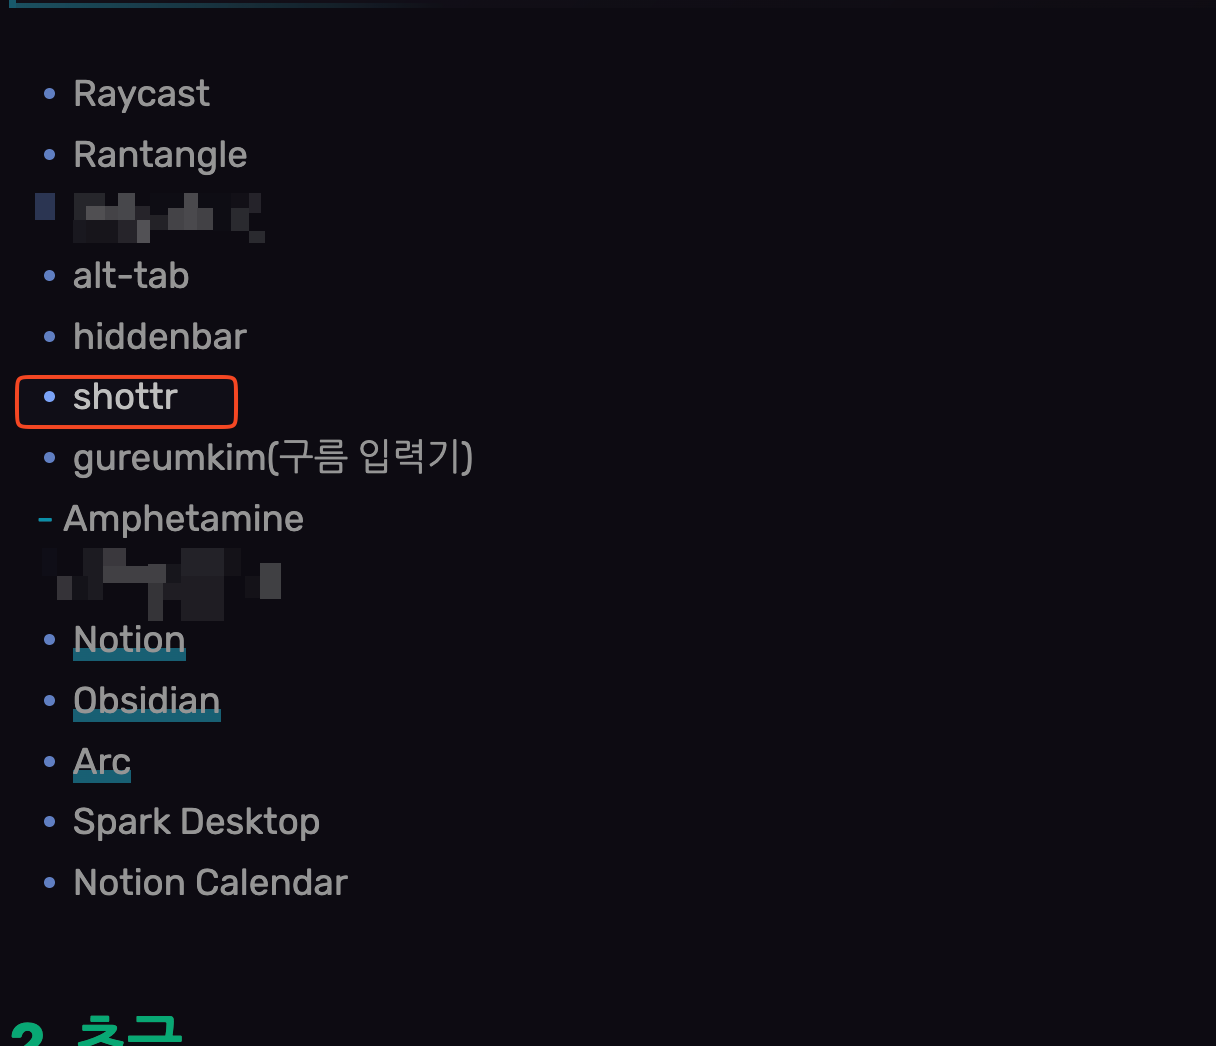 • Raycast
• Rantangle
• alt-tab
• hiddenbar
• shottr
• gureumkim(구름 입력기)
- Amphetamine
• Notion
• Obsidian
• Arc
• Spark Desktop
• Notion Calendar
2.